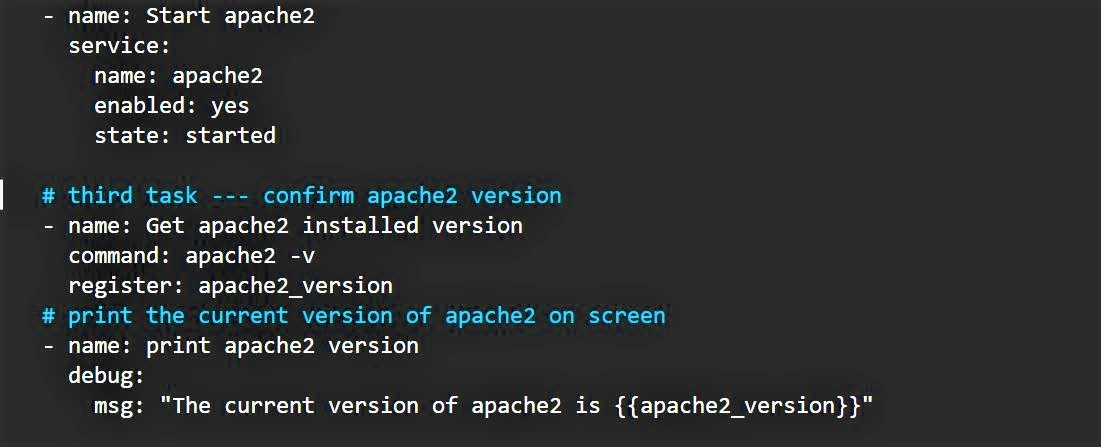 - name: Start apache2
  service:
    name: apache2
    enabled: yes
    state: started
# third task --- confirm apache2 version
- name: Get apache2 installed version
  command: apache2 -v
  register: apache2_version
# print the current version of apache2 on screen
- name: print apache2 version
  debug:
    msg: "The current version of apache2 is {{apache2_version}}"